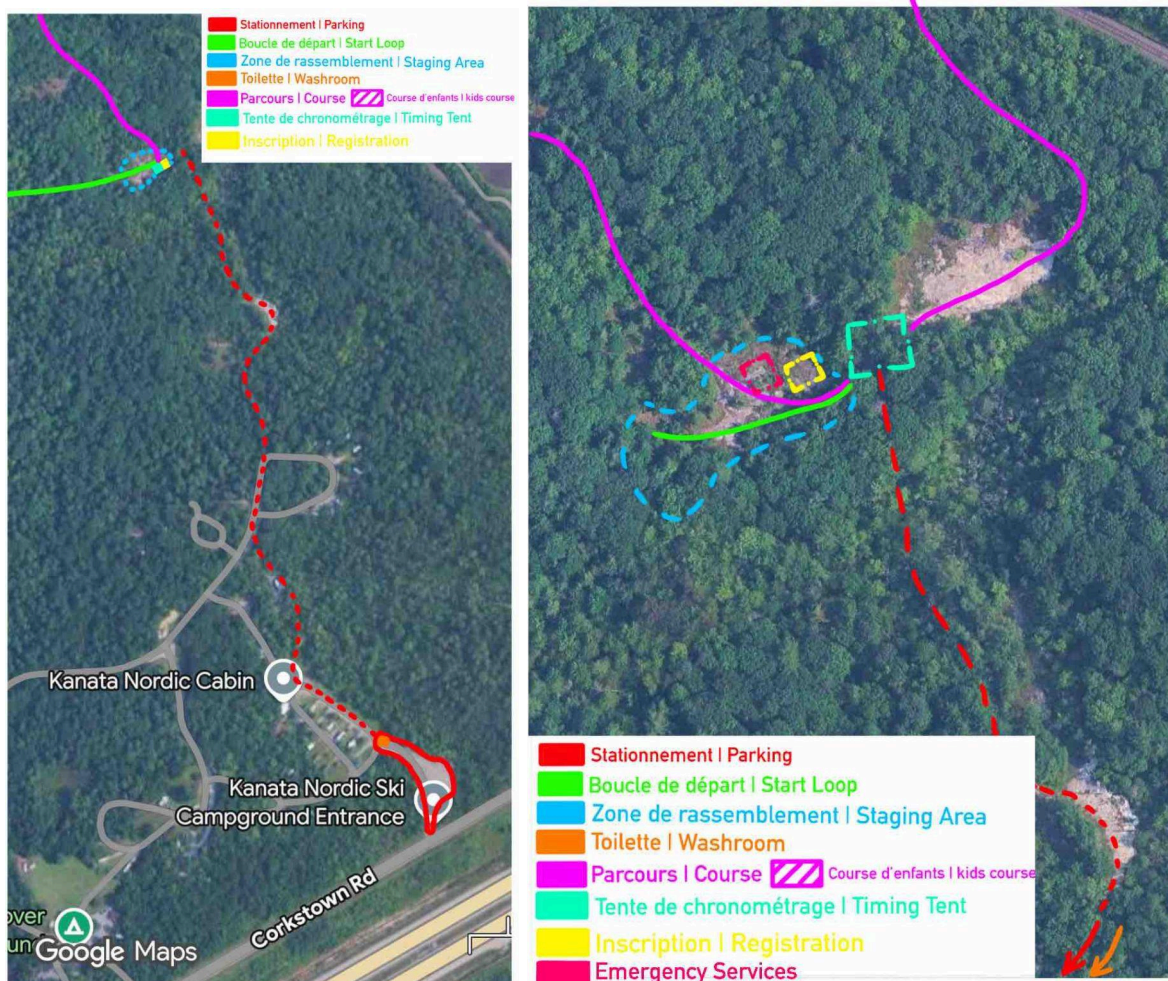 Stationnement | Parking
Boucle de départ | Start Loop
Zone de rassemblement | Staging Area
Toilette | Washroom
Parcours | Course Course d'enfants | kids course
Tente de chronométrage | Timing Tent
Inscription | Registration
Kanata Nordic Cabin
Kanata Nordic Ski
Campground Entrance
Corkstown Rd
over
Google Maps
Stationnement | Parking
Boucle de départ | Start Loop
Zone de rassemblement | Staging Area
Toilette | Washroom
Parcours | Course Course d'enfants | kids course
Tente de chronométrage | Timing Tent
Inscription | Registration
Emergency Services